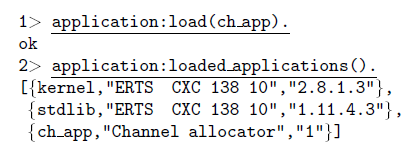 1> application:load(ch_app).
ok
2> application:loaded_applications().
[{kernel,"ERTS  CXC 138 10","2.8.1.3"},
{stdlib,"ERTS  CXC 138 10","1.11.4.3"},
{ch_app,"Channel allocator","1"}]